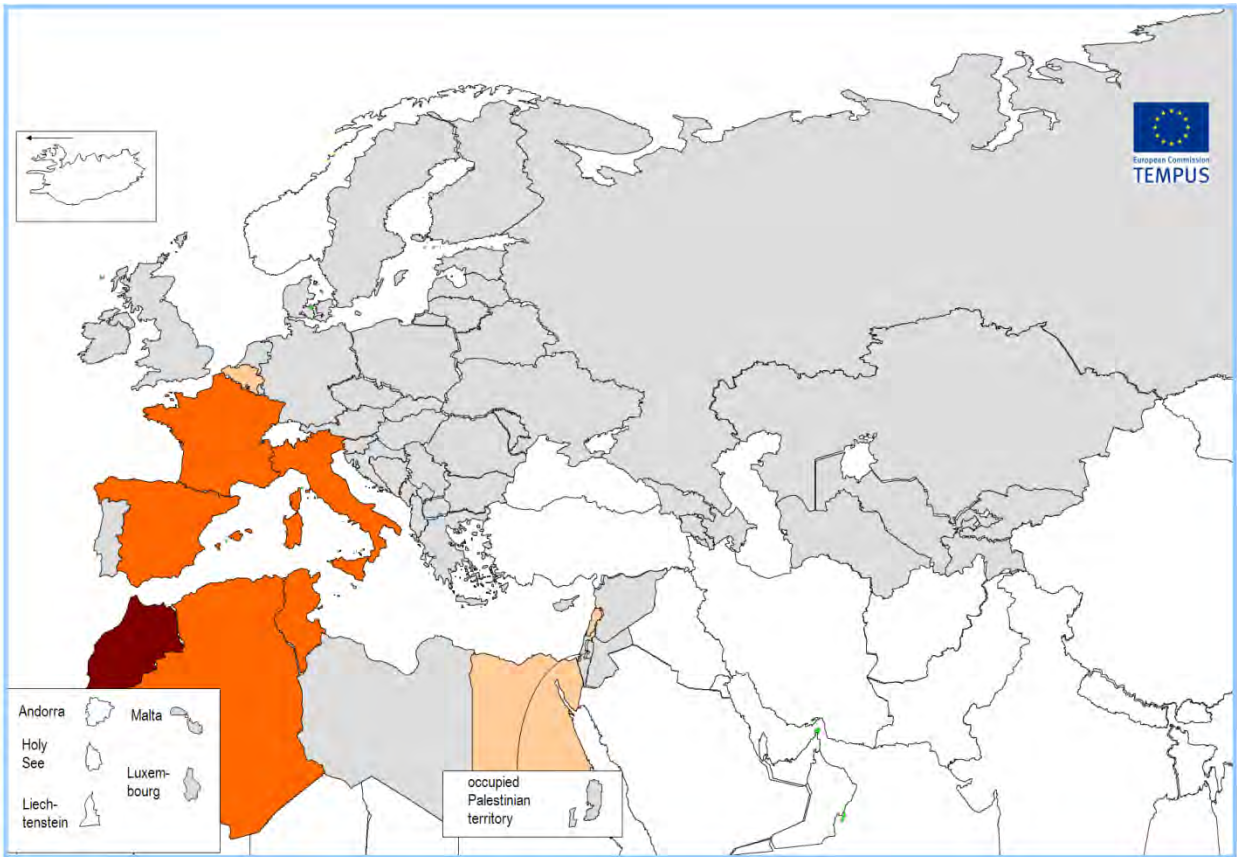 European Commission
TEMPUS
Andorra
Malta
Holy
See
Luxem-
bourg
Liech-
tenstein
occupied
Palestinian
territory